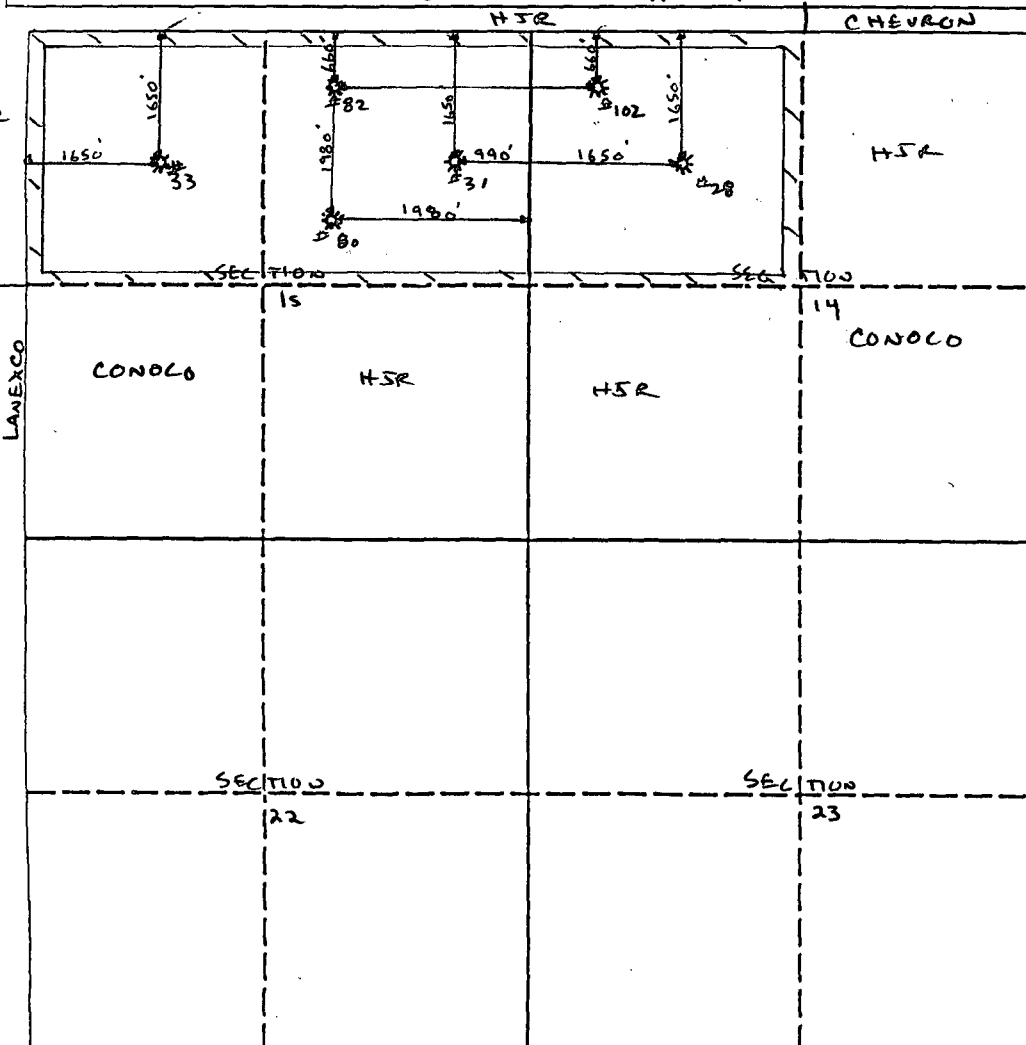 HJR
CHEVRON
660'
660'
#82
#102
1650'
1650'
1650'
1650'
1980'
990'
1650'
HJR
#33
#31
#28
1980'
#80
SECTION
15
SECTION
14
LANEXCO
CONOCO
HJR
HJR
CONOCO
SECTION
22
SECTION
23